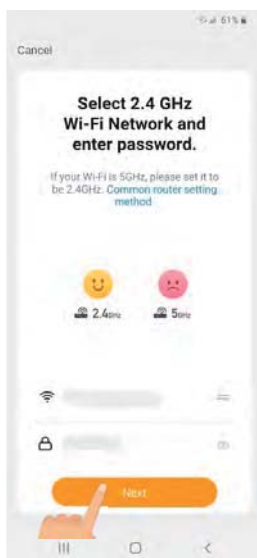 61%
Cancel
Select 2.4 GHz
Wi-Fi Network and
enter password.
If your Wi-Fi is 5GHz, please set it to
be 2.4GHz. Common router setting
method
2.4GHz 5GHz
Next